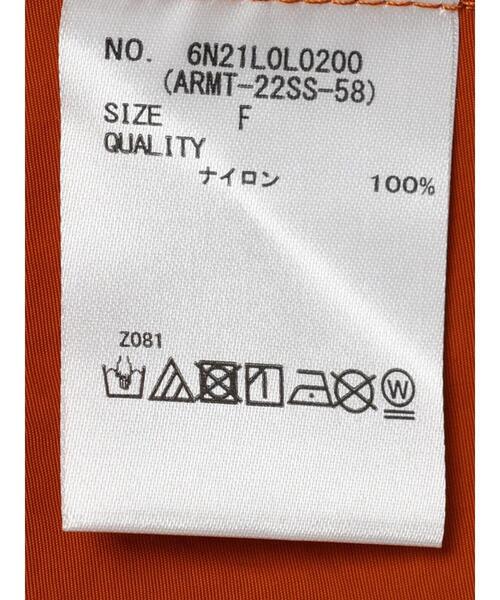 NO. 6N21L0L0200
(ARMT-22SS-58)
SIZE F
QUALITY
ナイロン 100%
Z081
W